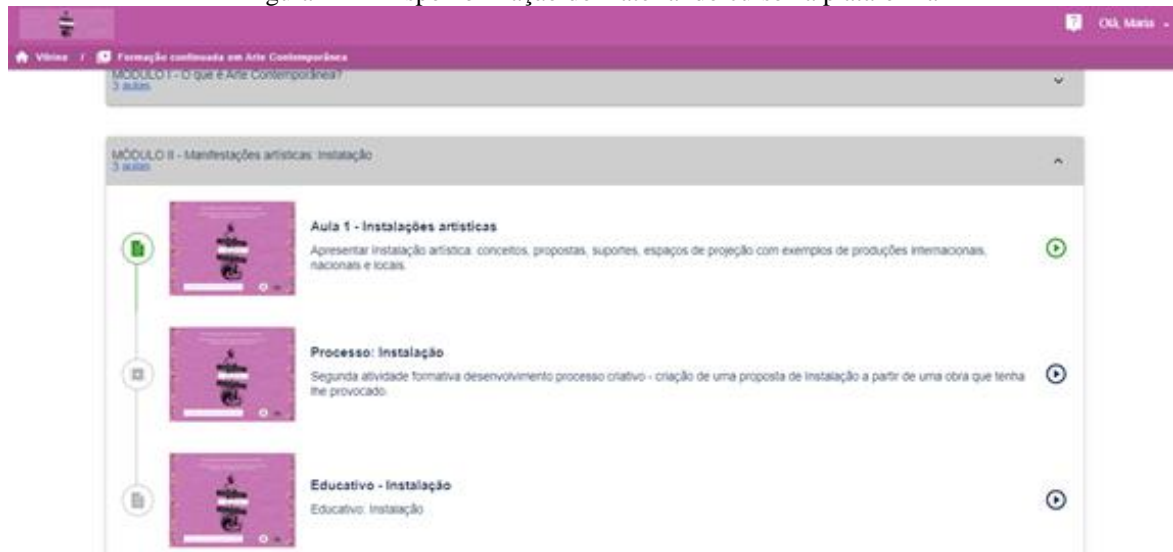 Olá, Maria
Vitrine / Formação continuada em Arte Contemporânea
MÓDULO I - O que é Arte Contemporânea?
3 aulas
MÓDULO II - Manifestações artísticas: Instalação
3 aulas
Aula 1 - Instalações artísticas
Apresentar instalação artística: conceitos, propostas, suportes, espaços de projeção com exemplos de produções internacionais,
nacionais e locais.
Processo: Instalação
Segunda atividade formativa desenvolvimento processo criativo - criação de uma proposta de Instalação a partir de uma obra que tenha
lhe provocado.
Educativo - Instalação
Educativo: Instalação